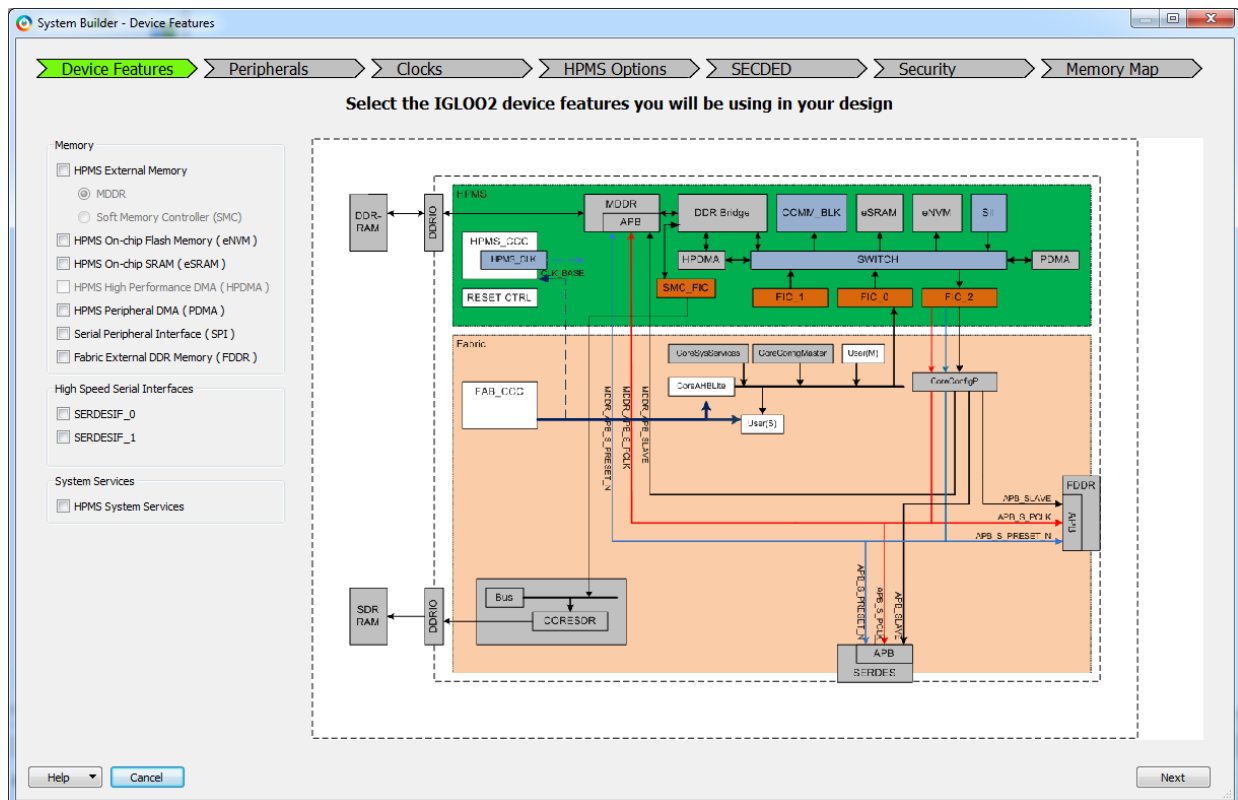 System Builder - Device Features
Device Features
Peripherals
Clocks
HPMS Options
SECDED
Security
Memory Map
Select the IGLOO2 device features you will be using in your design
Memory
HPMS External Memory
MDDR
Soft Memory Controller (SMC)
HPMS On-chip Flash Memory ( eNVM )
HPMS On-chip SRAM ( eSRAM )
HPMS High Performance DMA ( HPDMA )
HPMS Peripheral DMA ( PDMA )
Serial Peripheral Interface ( SPI )
Fabric External DDR Memory ( FDDR )
High Speed Serial Interfaces
SERDESIF_0
SERDESIF_1
System Services
HPMS System Services
DDR-
RAM
DDRIO
HPMS
MDDR
APB
DDR Bridge
COMM_BLK
eSRAM
eNVM
SII
HPMS_CCC
HPMS_CLK
CLK_BASE
RESET CTRL
HPDMA
SWITCH
PDMA
SMC_FIC
FIC_1
FIC_0
FIC_2
Fabric
CoreSysServices
CoreConfigMaster
User(M)
CoreAHBLite
CoreConfigP
FAB_CCC
User(S)
MDDR_APB_S_PRESET_N
MDDR_APB_S_PCLK
MDDR_APB_SLAVE
FDDR
APB
APB_SLAVE
APB_S_PCLK
APB_S_PRESET_N
APB_S_PRESET_N
APB_S_PCLK
APB_SLAVE
SDR
RAM
DDRIO
Bus
CORESDR
APB
SERDES
Help
Cancel
Next